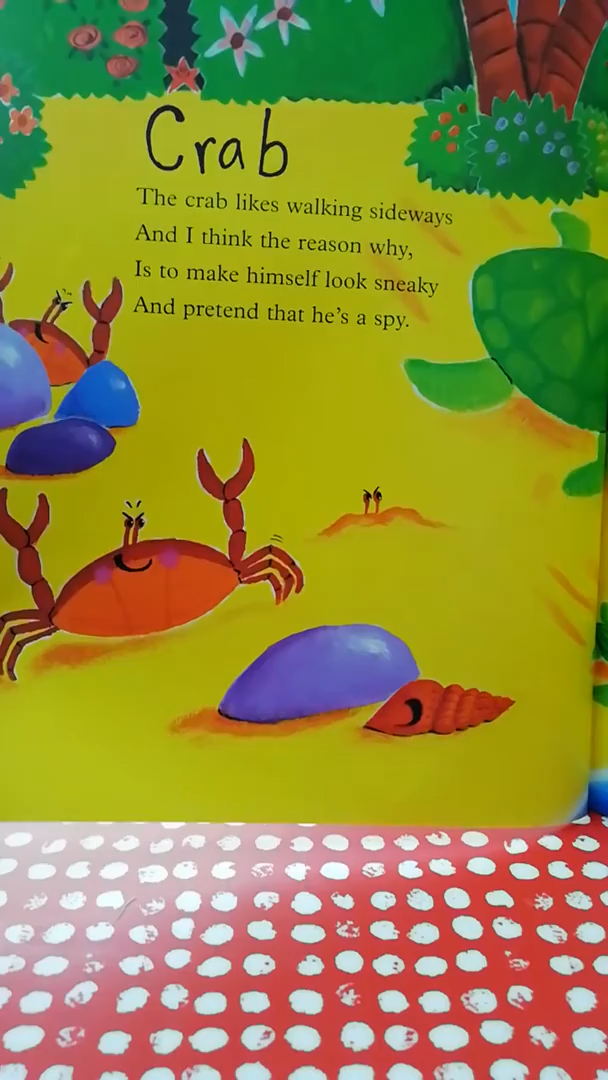 Crab
The crab likes walking sideways
And I think the reason why,
Is to make himself look sneaky
And pretend that he's a spy.